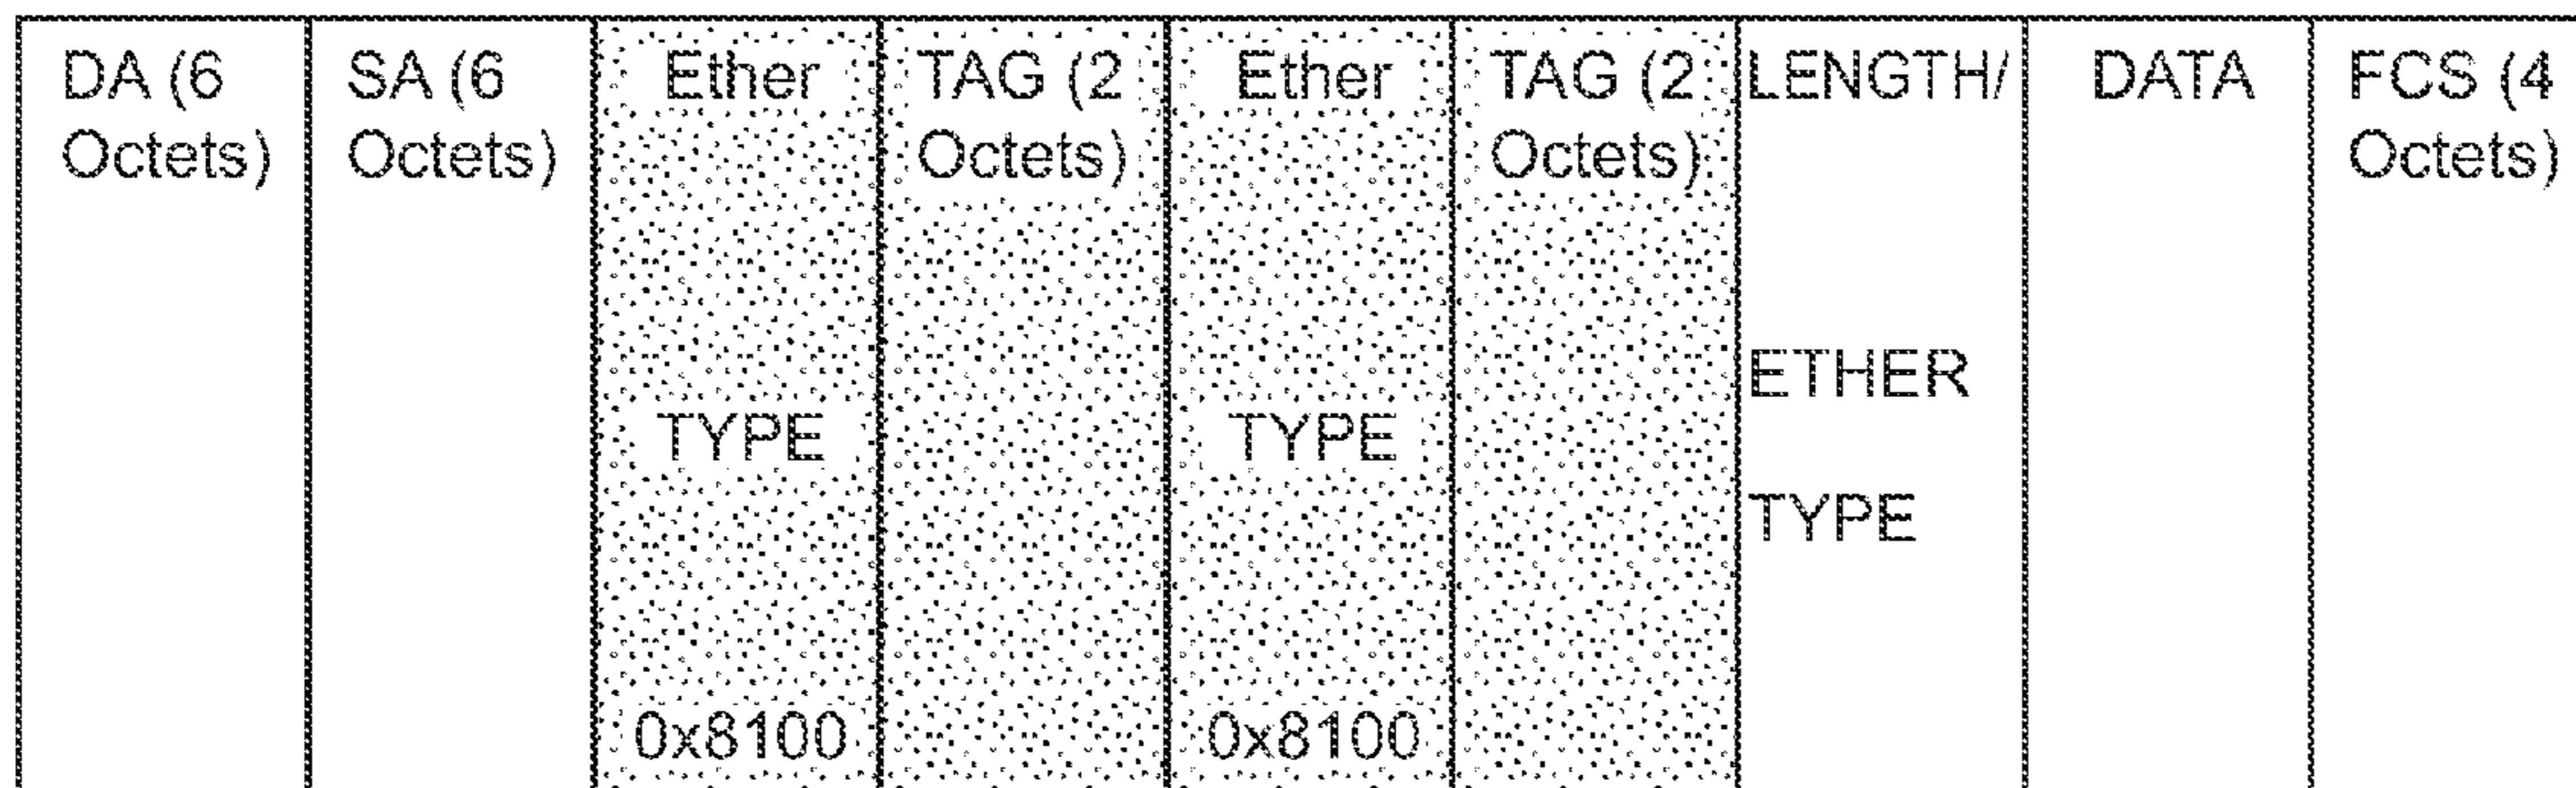 DA (6
Octets)
SA (6
Octets)
Ether
TYPE
0x8100
TAG (2
Octets)
Ether
TYPE
0x8100
TAG (2
Octets)
LENGTH/
ETHER
TYPE
DATA
FCS (4
Octets)